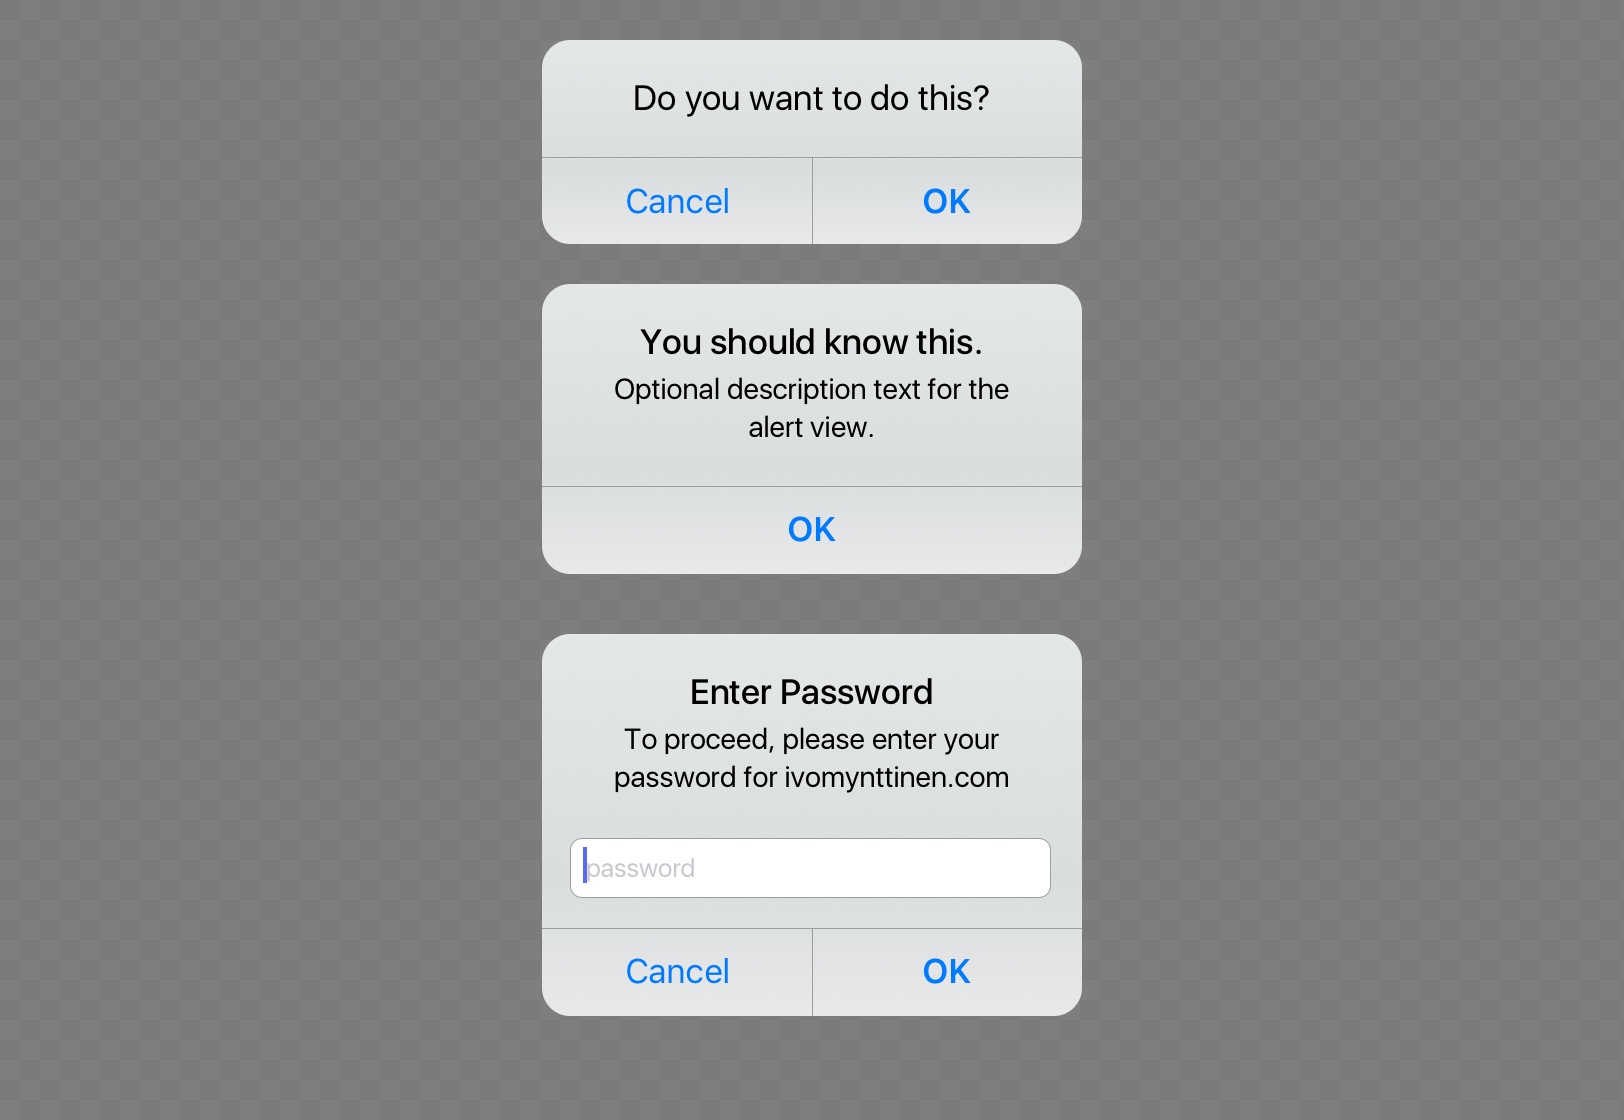 Do you want to do this?
Cancel
OK
You should know this.
Optional description text for the
alert view.
OK
Enter Password
To proceed, please enter your
password for ivomynttinen.com
password
Cancel
OK